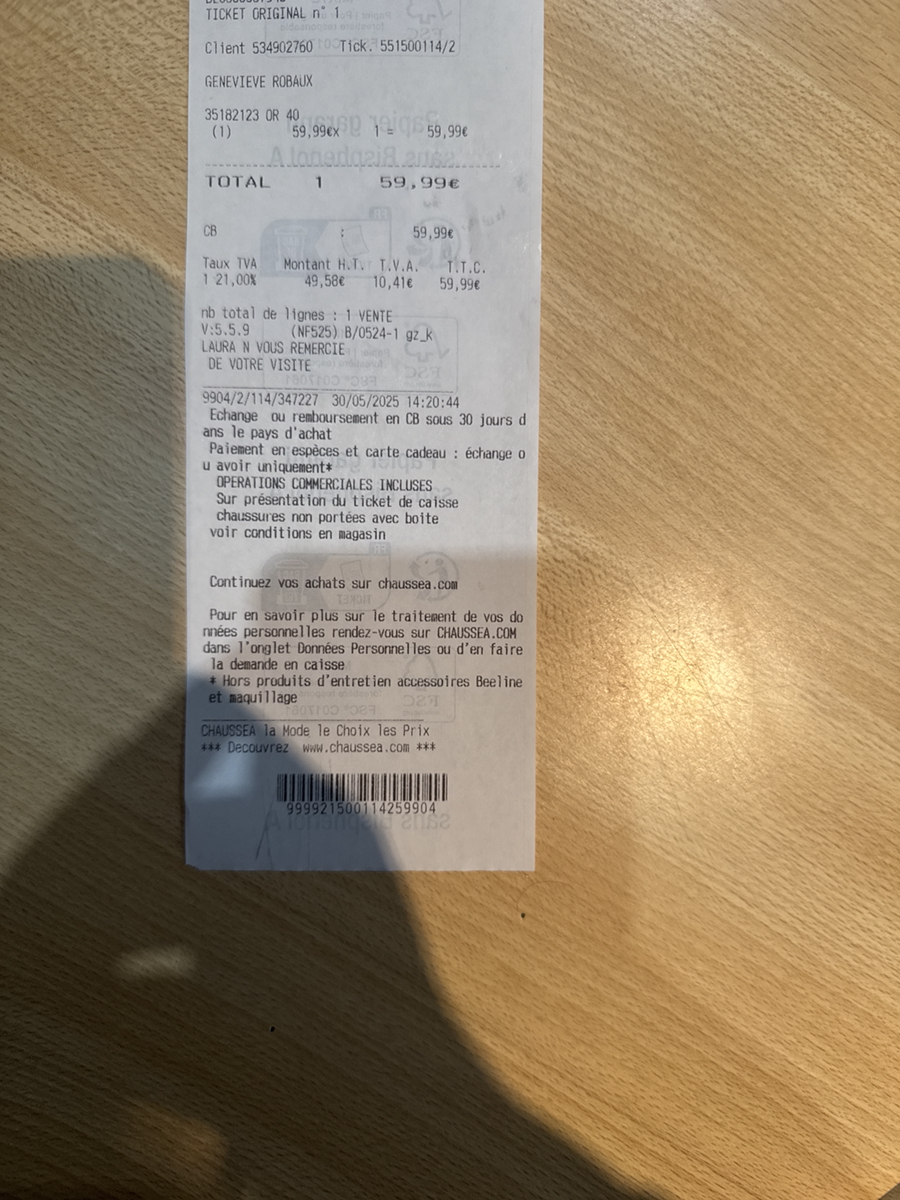 TICKET ORIGINAL n° 1
Client 534902760 Tick. 551500114/2
GENEVIEVE ROBAUX
35182123 OR 40
(1) 59,99€x 1 = 59,99€
TOTAL 1 59,99€
CB : 59,99€
Taux TVA Montant H.T. T.V.A. T.T.C.
1 21,00% 49,58€ 10,41€ 59,99€
nb total de lignes : 1 VENTE
V:5.5.9 (NF525) B/0524-1 gz_k
LAURA N VOUS REMERCIE
DE VOTRE VISITE
9904/2/114/347227 30/05/2025 14:20:44
Echange ou remboursement en CB sous 30 jours d
ans le pays d'achat
Paiement en espèces et carte cadeau : échange o
u avoir uniquement*
OPERATIONS COMMERCIALES INCLUSES
Sur présentation du ticket de caisse
chaussures non portées avec boite
voir conditions en magasin
Continuez vos achats sur chaussea.com
Pour en savoir plus sur le traitement de vos do
nnées personnelles rendez-vous sur CHAUSSEA.COM
dans l'onglet Données Personnelles ou d'en faire
la demande en caisse
* Hors produits d'entretien accessoires Beeline
et maquillage
CHAUSSEA la Mode le Choix les Prix
*** Decouvrez www.chaussea.com ***
999921500114259904